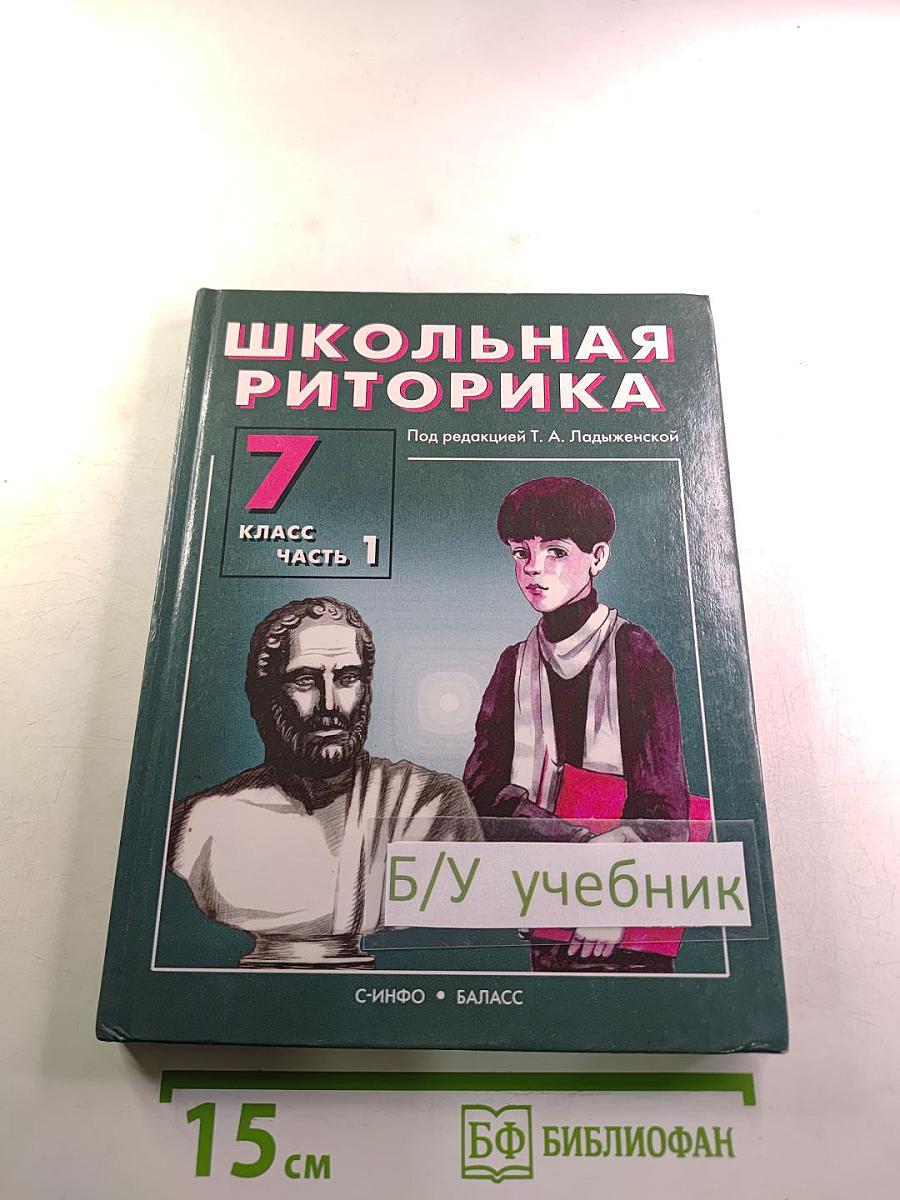 ШКОЛЬНАЯ
РИТОРИКА
Под редакцией Т. А. Ладыженской
7
КЛАСС
ЧАСТЬ 1
Б/У учебник
С-ИНФО • БАЛАСС
15 см
БФ БИБЛИОФАН